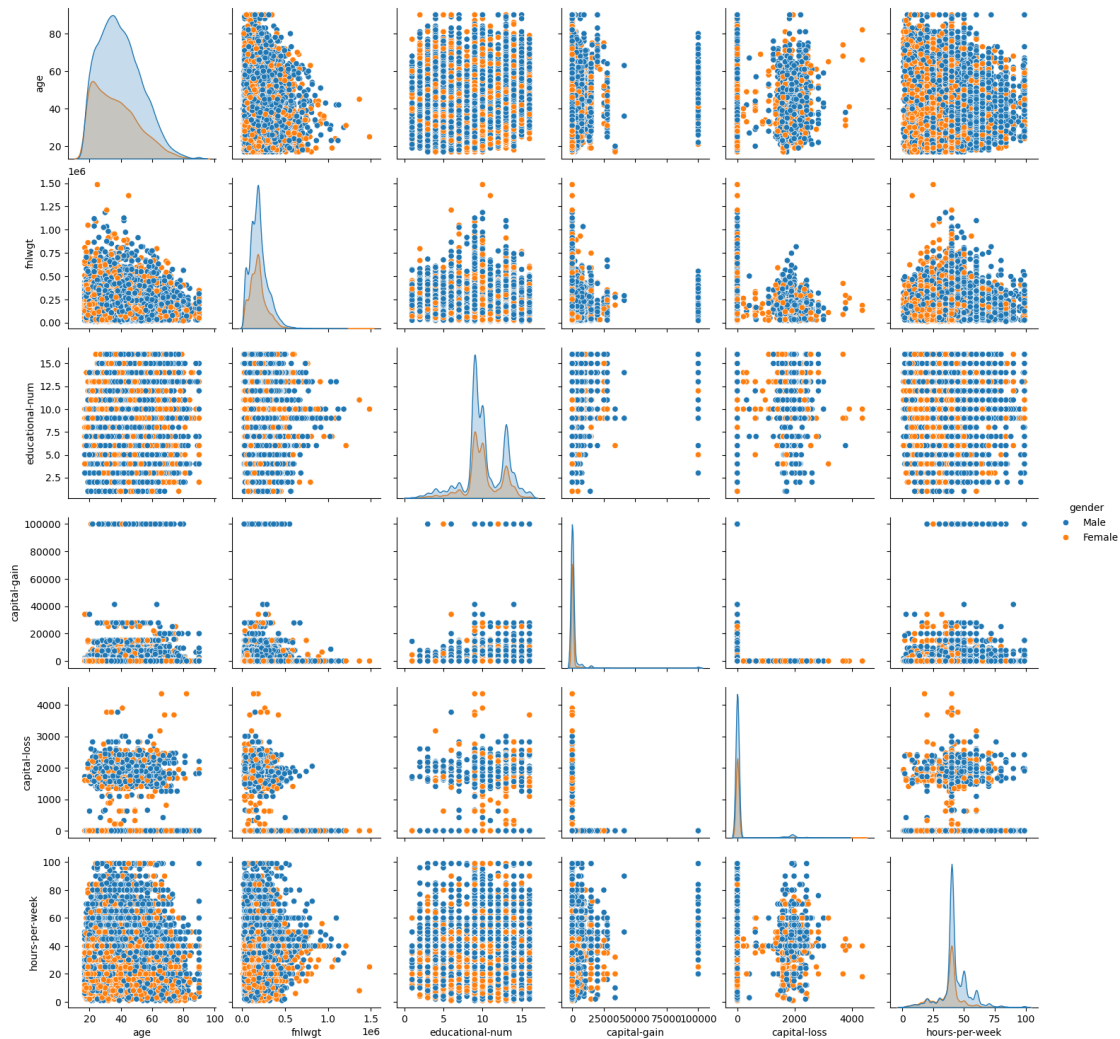 80
60
40
20
age
1e6
1.50
1.25
1.00
0.75
0.50
0.25
0.00
fnlwgt
15.0
12.5
10.0
7.5
5.0
2.5
educational-num
gender
Male
Female
100000
80000
60000
40000
20000
0
capital-gain
4000
3000
2000
1000
0
capital-loss
100
80
60
40
20
0
hours-per-week
20 40 60 80 100
age
0.0 0.5 1.0 1.5
1e6
fnlwgt
0 5 10 15
educational-num
0 25000 50000 75000 100000
capital-gain
0 2000 4000
capital-loss
0 25 50 75 100
hours-per-week